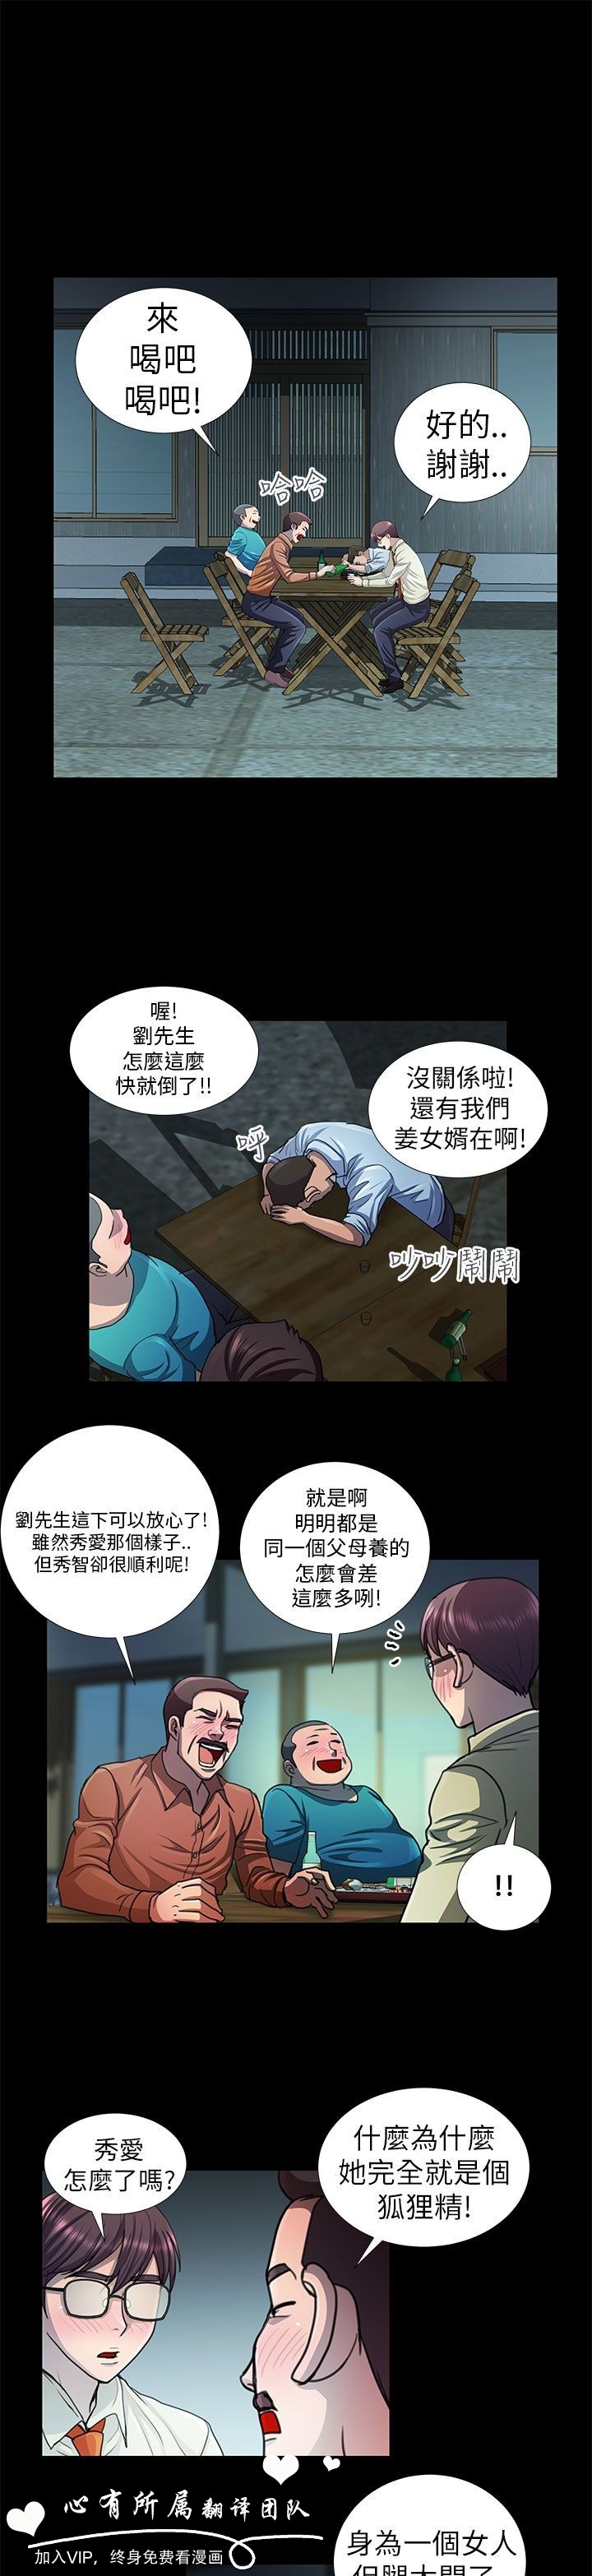 來
喝吧
喝吧!
好的..
謝謝..
哈哈
喔!
劉先生
怎麼這麼
快就倒了!!
沒關係啦!
還有我們
姜女婿在啊!
呼
吵吵鬧鬧
劉先生這下可以放心了!
雖然秀愛那個樣子..
但秀智卻很順利呢!
就是啊
明明都是
同一個父母養的
怎麼會差
這麼多咧!
!!
秀愛
怎麼了嗎?
什麼為什麼
她完全就是個
狐狸精!
心有所属翻译团队
加入VIP，终身免费看漫画
身為一個女人